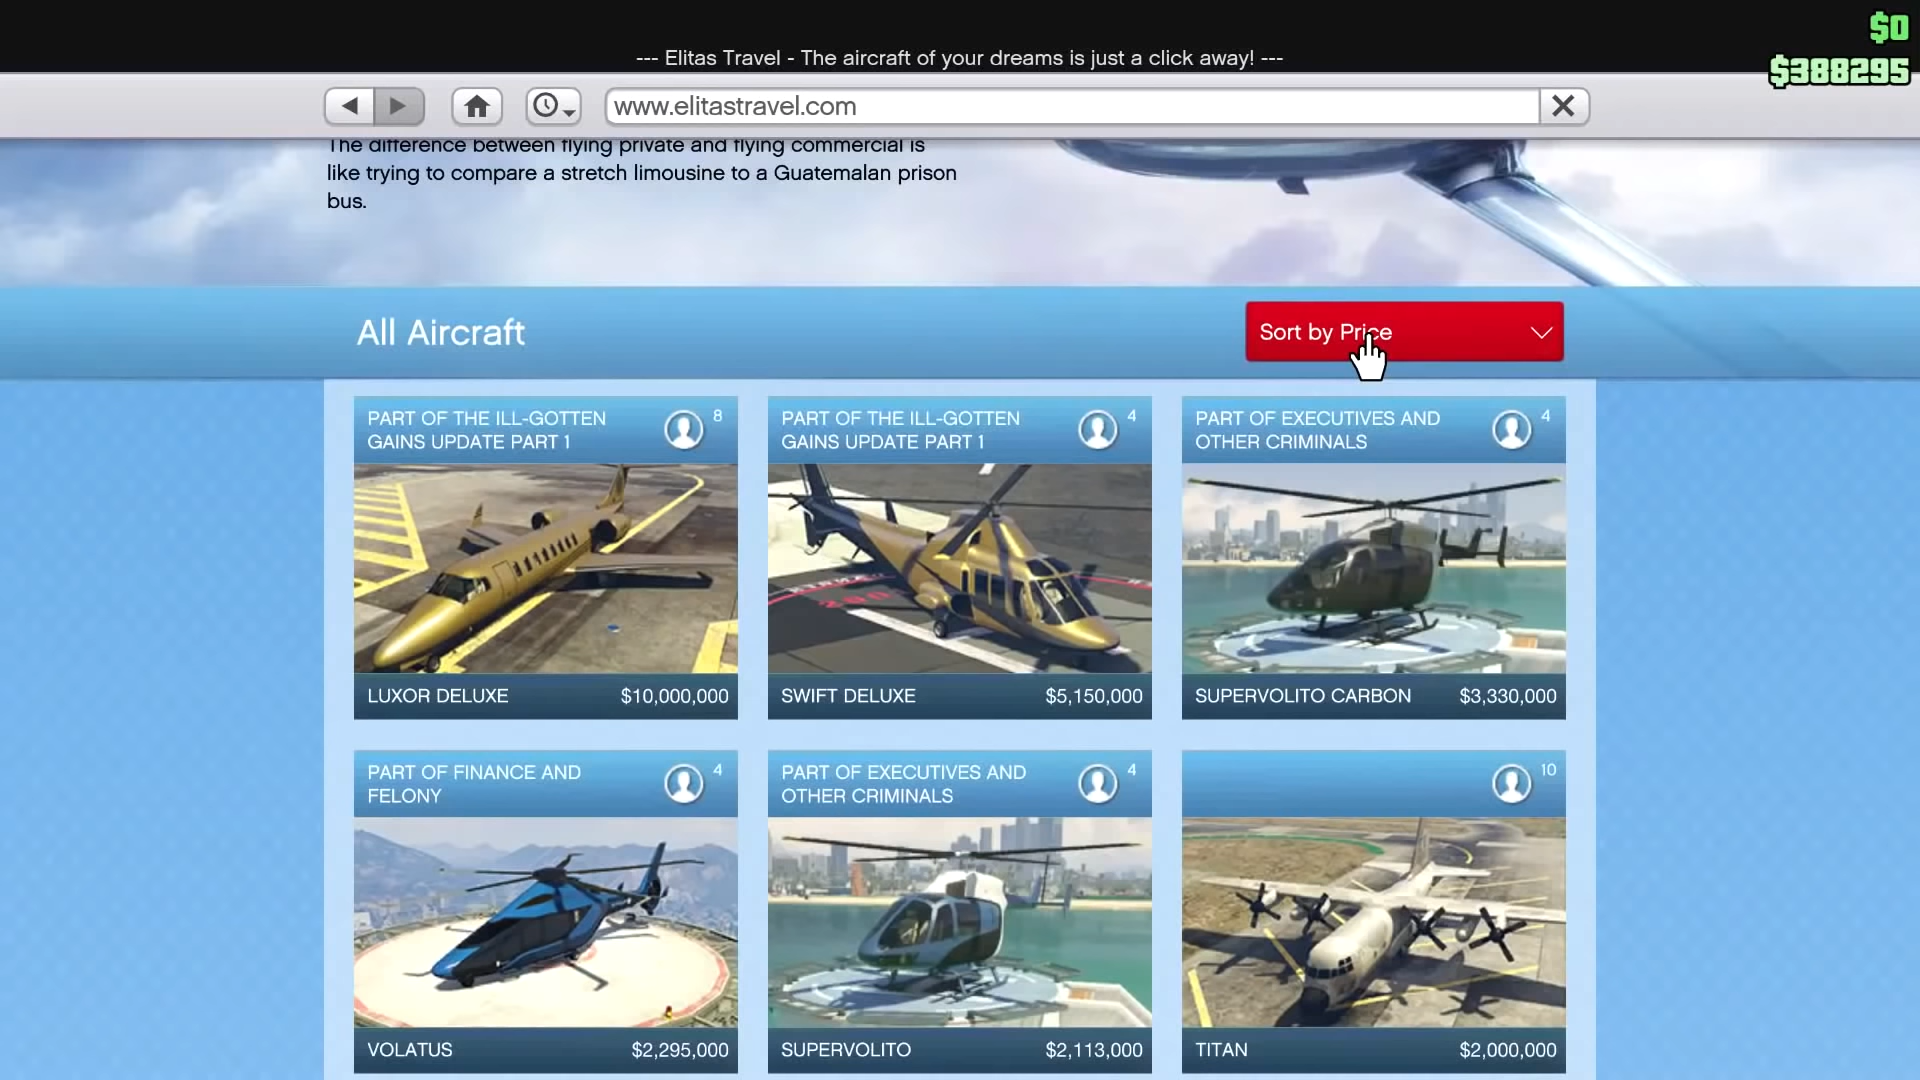 $0
--- Elitas Travel - The aircraft of your dreams is just a click away! ---
$388295
www.elitastravel.com
The difference between flying private and flying commercial is
like trying to compare a stretch limousine to a Guatemalan prison
bus.
All Aircraft
Sort by Price
PART OF THE ILL-GOTTEN
GAINS UPDATE PART 1
8
LUXOR DELUXE
$10,000,000
PART OF THE ILL-GOTTEN
GAINS UPDATE PART 1
4
SWIFT DELUXE
$5,150,000
PART OF EXECUTIVES AND
OTHER CRIMINALS
4
SUPERVOLITO CARBON
$3,330,000
PART OF FINANCE AND
FELONY
4
VOLATUS
$2,295,000
PART OF EXECUTIVES AND
OTHER CRIMINALS
4
SUPERVOLITO
$2,113,000
10
TITAN
$2,000,000